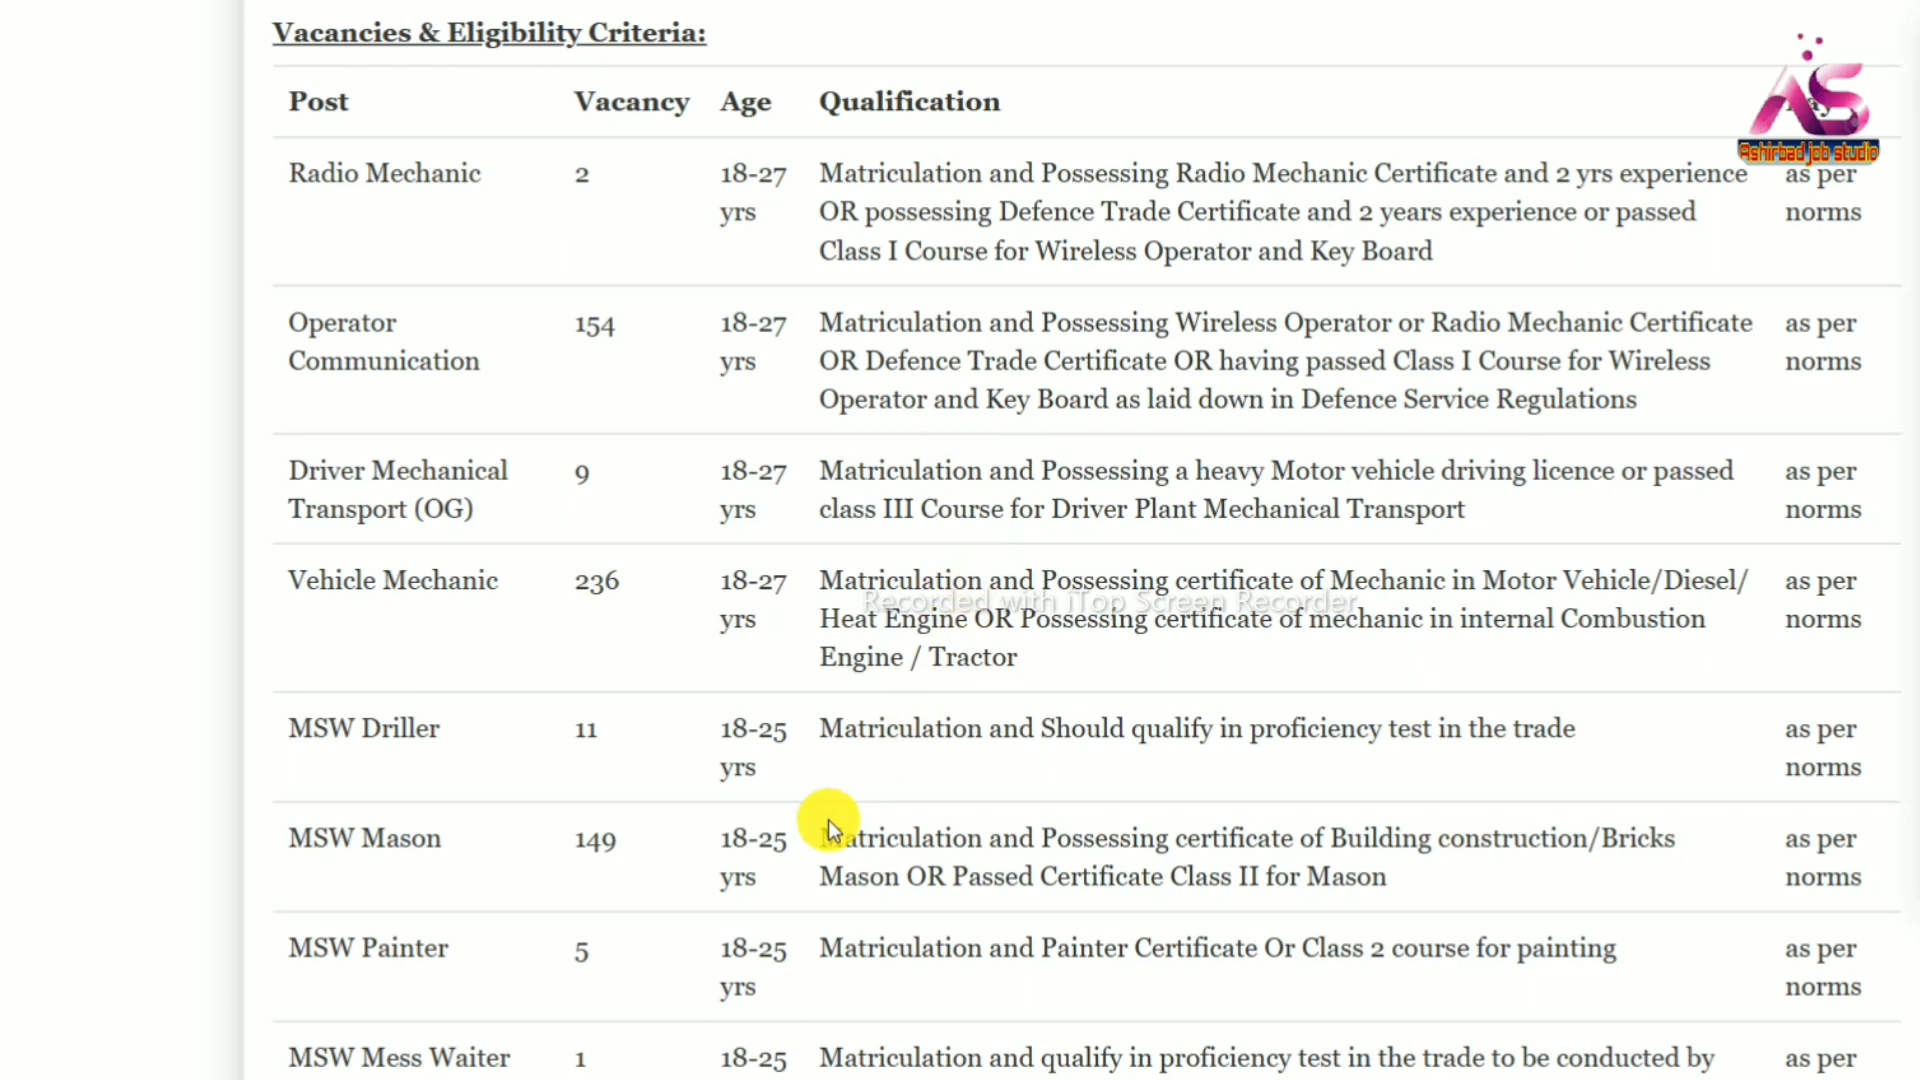 Vacancies & Eligibility Criteria:
Post Vacancy Age Qualification
Ashirbad job studio
Radio Mechanic 2 18-27 yrs Matriculation and Possessing Radio Mechanic Certificate and 2 yrs experience as per norms
OR possessing Defence Trade Certificate and 2 years experience or passed
Class I Course for Wireless Operator and Key Board
Operator Communication 154 18-27 yrs Matriculation and Possessing Wireless Operator or Radio Mechanic Certificate as per norms
OR Defence Trade Certificate OR having passed Class I Course for Wireless
Operator and Key Board as laid down in Defence Service Regulations
Driver Mechanical Transport (OG) 9 18-27 yrs Matriculation and Possessing a heavy Motor vehicle driving licence or passed as per norms
class III Course for Driver Plant Mechanical Transport
Vehicle Mechanic 236 18-27 yrs Matriculation and Possessing certificate of Mechanic in Motor Vehicle/Diesel/ as per norms
Recorded with iTop Screen Recorder
Heat Engine OR Possessing certificate of mechanic in internal Combustion
Engine / Tractor
MSW Driller 11 18-25 yrs Matriculation and Should qualify in proficiency test in the trade as per norms
MSW Mason 149 18-25 yrs Matriculation and Possessing certificate of Building construction/Bricks as per norms
Mason OR Passed Certificate Class II for Mason
MSW Painter 5 18-25 yrs Matriculation and Painter Certificate Or Class 2 course for painting as per norms
MSW Mess Waiter 1 18-25 Matriculation and qualify in proficiency test in the trade to be conducted by as per